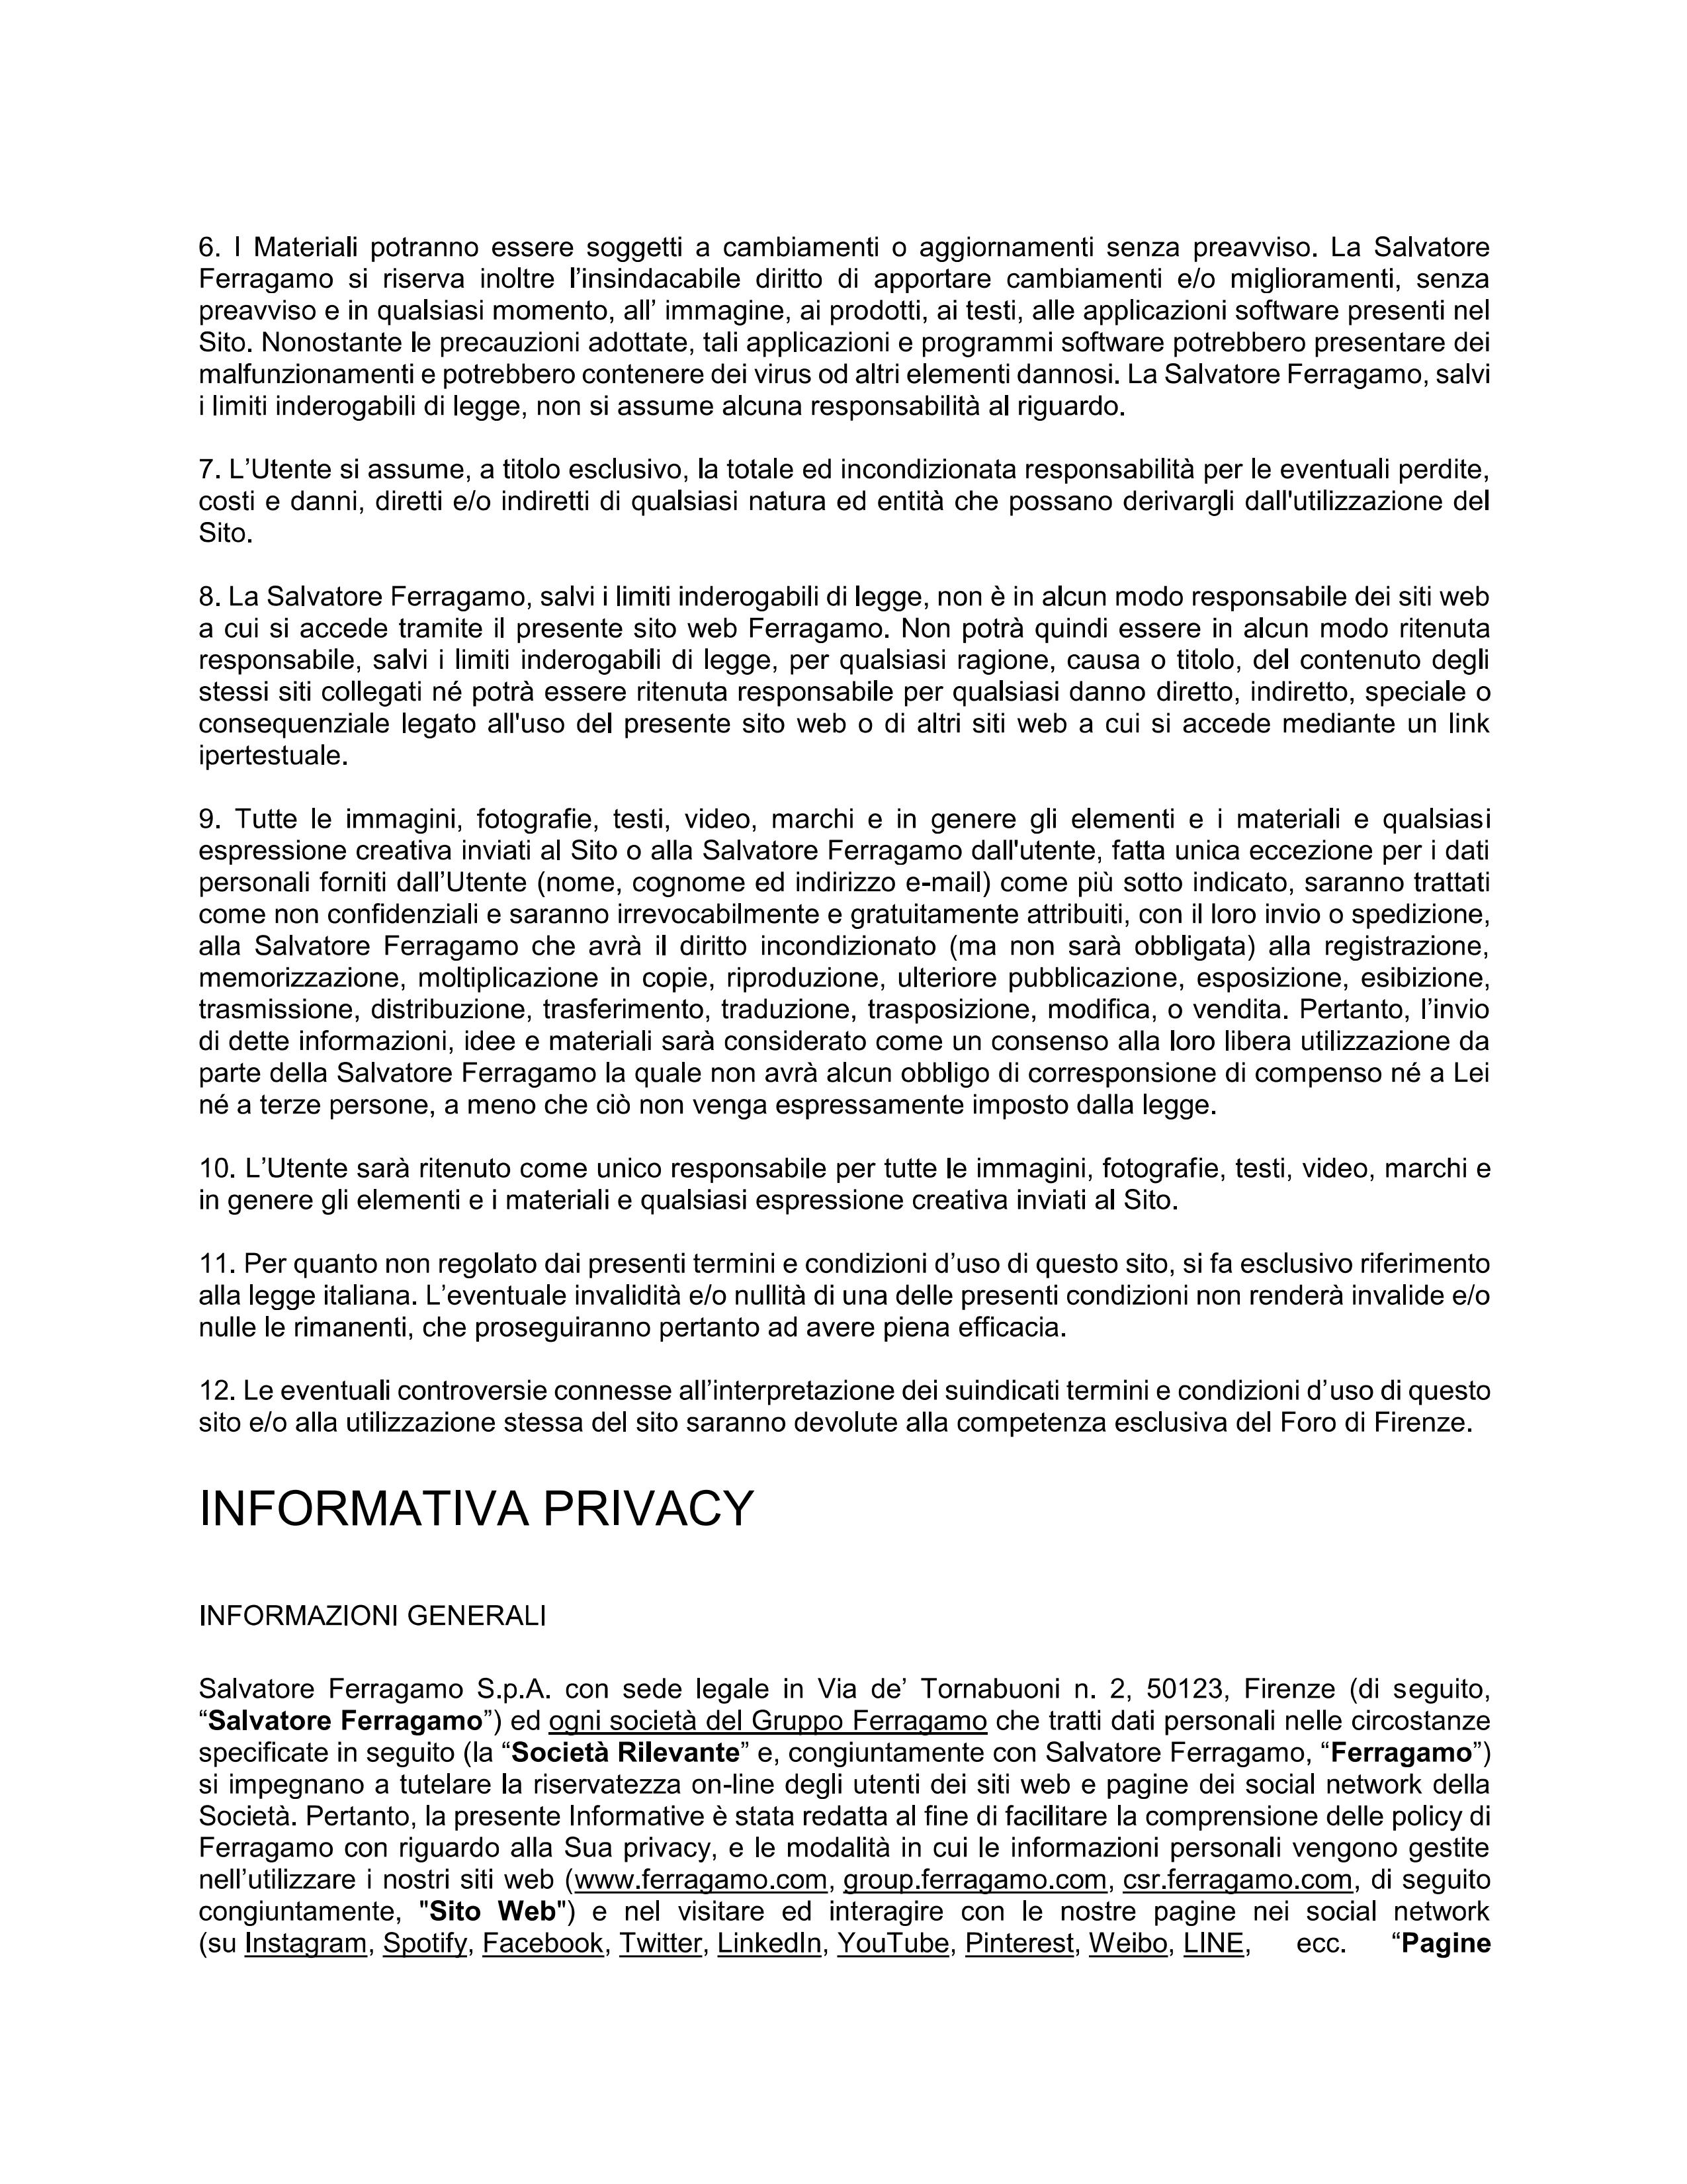 6. I Materiali potranno essere soggetti a cambiamenti o aggiornamenti senza preavviso. La Salvatore
Ferragamo si riserva inoltre l’insindacabile diritto di apportare cambiamenti e/o miglioramenti, senza
preavviso e in qualsiasi momento, all’ immagine, ai prodotti, ai testi, alle applicazioni software presenti nel
Sito. Nonostante le precauzioni adottate, tali applicazioni e programmi software potrebbero presentare dei
malfunzionamenti e potrebbero contenere dei virus od altri elementi dannosi. La Salvatore Ferragamo, salvi
i limiti inderogabili di legge, non si assume alcuna responsabilità al riguardo.
7. L’Utente si assume, a titolo esclusivo, la totale ed incondizionata responsabilità per le eventuali perdite,
costi e danni, diretti e/o indiretti di qualsiasi natura ed entità che possano derivargli dall'utilizzazione del
Sito.
8. La Salvatore Ferragamo, salvi i limiti inderogabili di legge, non è in alcun modo responsabile dei siti web
a cui si accede tramite il presente sito web Ferragamo. Non potrà quindi essere in alcun modo ritenuta
responsabile, salvi i limiti inderogabili di legge, per qualsiasi ragione, causa o titolo, del contenuto degli
stessi siti collegati né potrà essere ritenuta responsabile per qualsiasi danno diretto, indiretto, speciale o
consequenziale legato all'uso del presente sito web o di altri siti web a cui si accede mediante un link
ipertestuale.
9. Tutte le immagini, fotografie, testi, video, marchi e in genere gli elementi e i materiali e qualsiasi
espressione creativa inviati al Sito o alla Salvatore Ferragamo dall'utente, fatta unica eccezione per i dati
personali forniti dall’Utente (nome, cognome ed indirizzo e-mail) come più sotto indicato, saranno trattati
come non confidenziali e saranno irrevocabilmente e gratuitamente attribuiti, con il loro invio o spedizione,
alla Salvatore Ferragamo che avrà il diritto incondizionato (ma non sarà obbligata) alla registrazione,
memorizzazione, moltiplicazione in copie, riproduzione, ulteriore pubblicazione, esposizione, esibizione,
trasmissione, distribuzione, trasferimento, traduzione, trasposizione, modifica, o vendita. Pertanto, l’invio
di dette informazioni, idee e materiali sarà considerato come un consenso alla loro libera utilizzazione da
parte della Salvatore Ferragamo la quale non avrà alcun obbligo di corresponsione di compenso né a Lei
né a terze persone, a meno che ciò non venga espressamente imposto dalla legge.
10. L’Utente sarà ritenuto come unico responsabile per tutte le immagini, fotografie, testi, video, marchi e
in genere gli elementi e i materiali e qualsiasi espressione creativa inviati al Sito.
11. Per quanto non regolato dai presenti termini e condizioni d’uso di questo sito, si fa esclusivo riferimento
alla legge italiana. L’eventuale invalidità e/o nullità di una delle presenti condizioni non renderà invalide e/o
nulle le rimanenti, che proseguiranno pertanto ad avere piena efficacia.
12. Le eventuali controversie connesse all’interpretazione dei suindicati termini e condizioni d’uso di questo
sito e/o alla utilizzazione stessa del sito saranno devolute alla competenza esclusiva del Foro di Firenze.
INFORMATIVA PRIVACY
INFORMAZIONI GENERALI
Salvatore Ferragamo S.p.A. con sede legale in Via de’ Tornabuoni n. 2, 50123, Firenze (di seguito,
“Salvatore Ferragamo”) ed ogni società del Gruppo Ferragamo che tratti dati personali nelle circostanze
specificate in seguito (la “Società Rilevante” e, congiuntamente con Salvatore Ferragamo, “Ferragamo”)
si impegnano a tutelare la riservatezza on-line degli utenti dei siti web e pagine dei social network della
Società. Pertanto, la presente Informative è stata redatta al fine di facilitare la comprensione delle policy di
Ferragamo con riguardo alla Sua privacy, e le modalità in cui le informazioni personali vengono gestite
nell’utilizzare i nostri siti web (www.ferragamo.com, group.ferragamo.com, csr.ferragamo.com, di seguito
congiuntamente, "Sito Web") e nel visitare ed interagire con le nostre pagine nei social network
(su Instagram, Spotify, Facebook, Twitter, LinkedIn, YouTube, Pinterest, Weibo, LINE, ecc. “Pagine